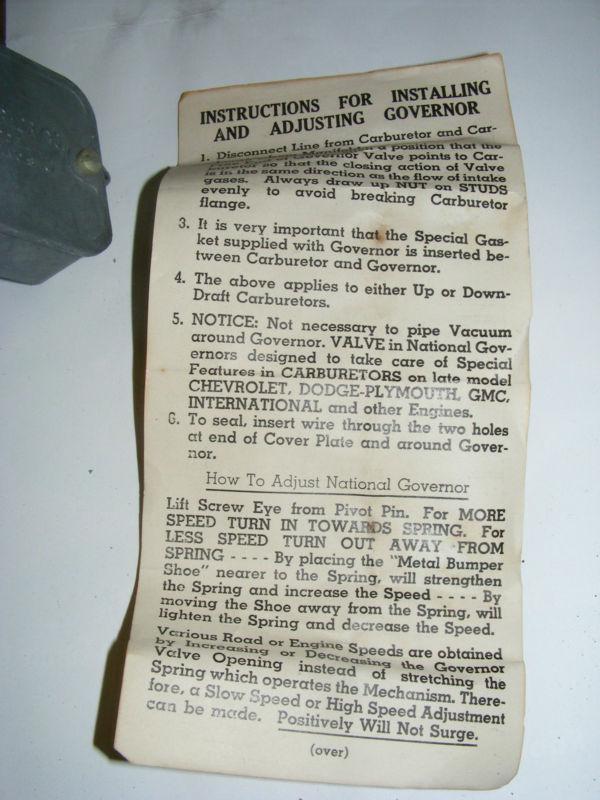 INSTRUCTIONS FOR INSTALLING
AND ADJUSTING GOVERNOR
1. Disconnect Line from Carburetor and Car-
a position that the
Governor Valve points to Car-
so that the closing action of Valve
is in the same direction as the flow of intake
gases. Always draw up NUT on STUDS
evenly to avoid breaking Carburetor
flange.
3. It is very important that the Special Gas-
ket supplied with Governor is inserted be-
tween Carburetor and Governor.
4. The above applies to either Up or Down-
Draft Carburetors.
5. NOTICE: Not necessary to pipe Vacuum
around Governor. VALVE in National Gov-
ernors designed to take care of Special
Features in CARBURETORS on late model
CHEVROLET, DODGE-PLYMOUTH, GMC,
INTERNATIONAL and other Engines.
6. To seal, insert wire through the two holes
at end of Cover Plate and around Gover-
nor.
How To Adjust National Governor
Lift Screw Eye from Pivot Pin. For MORE
SPEED TURN IN TOWARDS SPRING. For
LESS SPEED TURN OUT AWAY FROM
SPRING - - - - By placing the "Metal Bumper
Shoe" nearer to the Spring, will strengthen
the Spring and increase the Speed - - - - By
moving the Shoe away from the Spring, will
lighten the Spring and decrease the Speed.
Various Road or Engine Speeds are obtained
by Increasing or Decreasing the Governor
Valve Opening instead of stretching the
Spring which operates the Mechanism. There-
fore, a Slow Speed or High Speed Adjustment
can be made. Positively Will Not Surge.
(over)